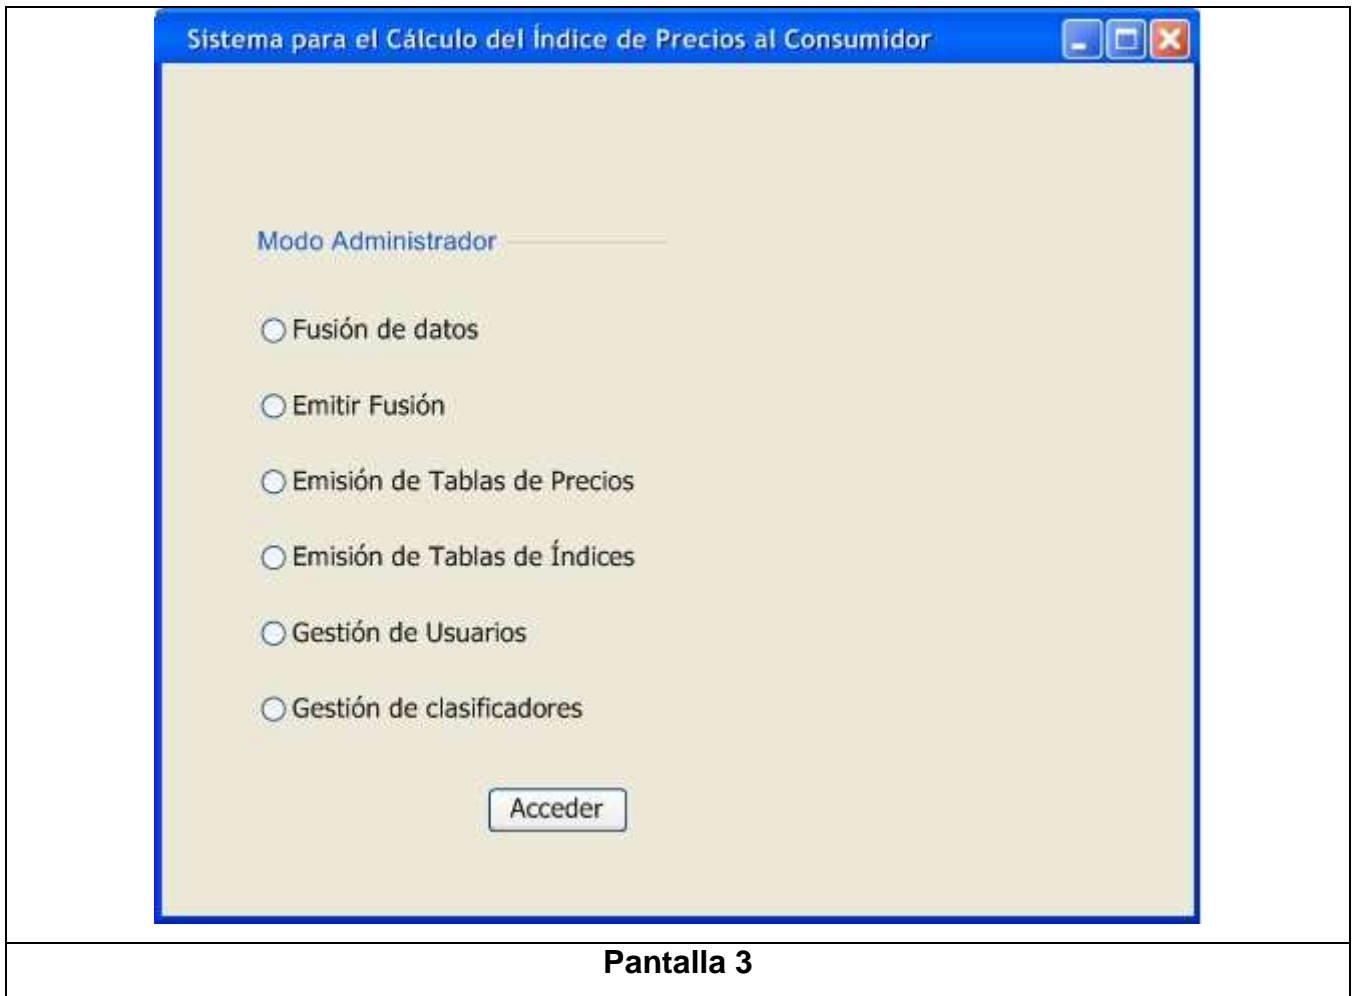 Sistema para el Cálculo del Índice de Precios al Consumidor
Modo Administrador
Fusión de datos
Emitir Fusión
Emisión de Tablas de Precios
Emisión de Tablas de Índices
Gestión de Usuarios
Gestión de clasificadores
Acceder
Pantalla 3